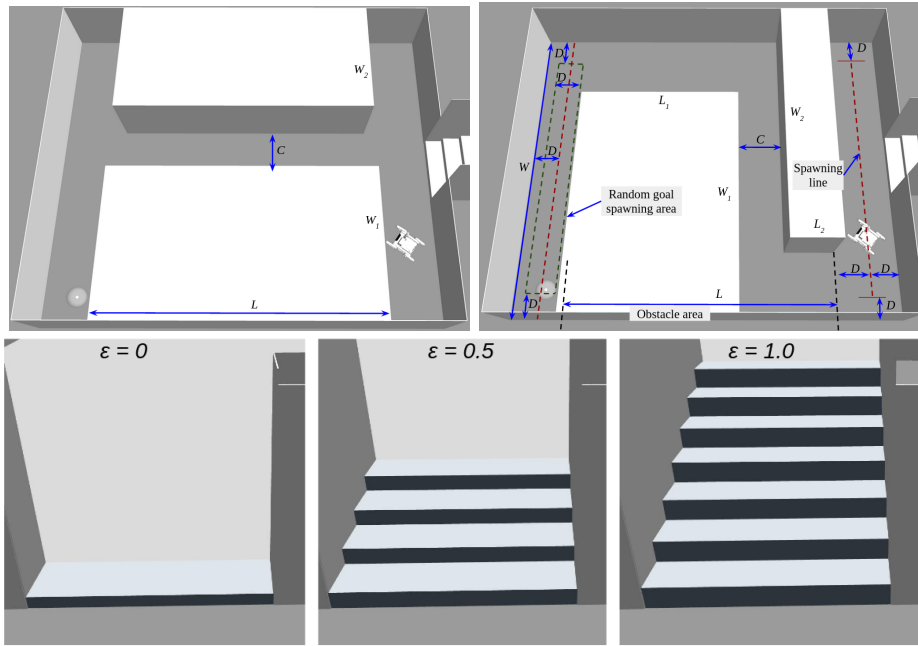 W₂
C
W₁
L
D
D
L₁
W₂
D
C
W
D
Spawning
line
Random goal
spawning area
W₁
L₂
D
D
D
L
D
Obstacle area
ε = 0
ε = 0.5
ε = 1.0